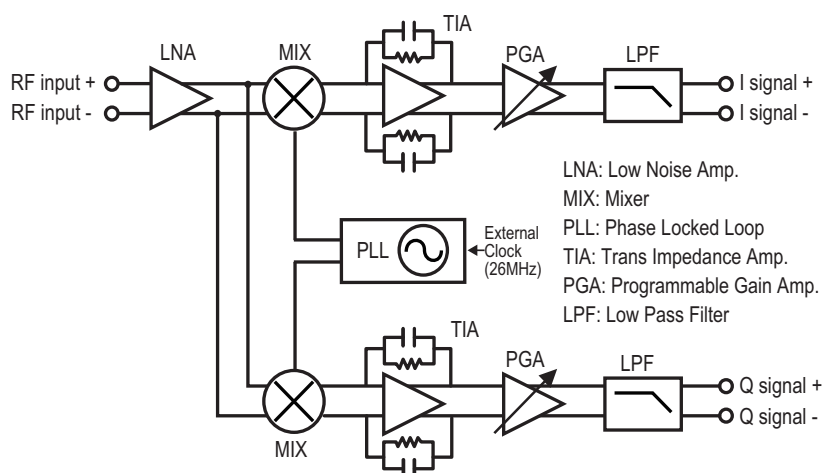 TIA
LNA
MIX
PGA
LPF
RF input +
I signal +
RF input -
I signal -
LNA: Low Noise Amp.
MIX: Mixer
PLL: Phase Locked Loop
TIA: Trans Impedance Amp.
PGA: Programmable Gain Amp.
LPF: Low Pass Filter
PLL
External
Clock
(26MHz)
TIA
PGA
LPF
Q signal +
Q signal -
MIX